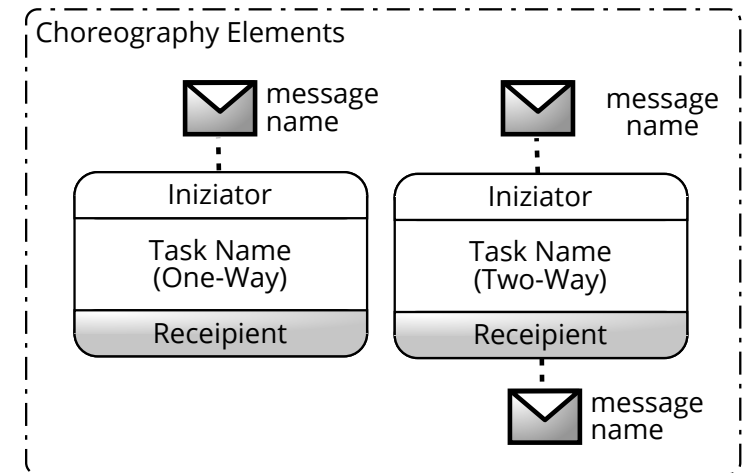 Choreography Elements
message
name
message
name
Iniziator
Iniziator
Task Name
(One-Way)
Task Name
(Two-Way)
Receipient
Receipient
message
name